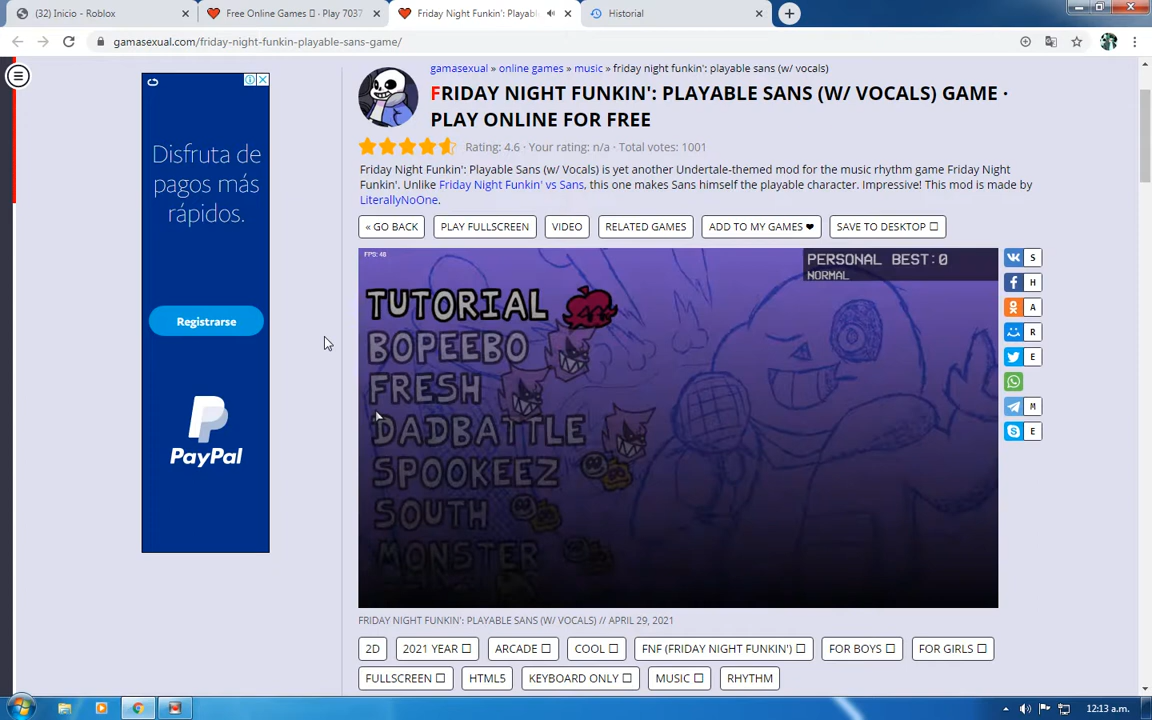 (32) Inicio - Roblox
Free Online Games 🎮 · Play 7037
Friday Night Funkin': Playabl
Historial
gamasexual.com/friday-night-funkin-playable-sans-game/
gamasexual » online games » music » friday night funkin': playable sans (w/ vocals)
FRIDAY NIGHT FUNKIN': PLAYABLE SANS (W/ VOCALS) GAME ·
PLAY ONLINE FOR FREE
Rating: 4.6 · Your rating: n/a · Total votes: 1001
Friday Night Funkin': Playable Sans (w/ Vocals) is yet another Undertale-themed mod for the music rhythm game Friday Night
Funkin'. Unlike Friday Night Funkin' vs Sans, this one makes Sans himself the playable character. Impressive! This mod is made by
LiterallyNoOne.
« GO BACK
PLAY FULLSCREEN
VIDEO
RELATED GAMES
ADD TO MY GAMES ❤
SAVE TO DESKTOP
Disfruta de
pagos más
rápidos.
Registrarse
PayPal
FPS: 48
PERSONAL BEST:0
NORMAL
TUTORIAL
BOPEEBO
FRESH
DADBATTLE
SPOOKEEZ
SOUTH
MONSTER
S
H
A
R
E
M
E
FRIDAY NIGHT FUNKIN': PLAYABLE SANS (W/ VOCALS) // APRIL 29, 2021
2D
2021 YEAR
ARCADE
COOL
FNF (FRIDAY NIGHT FUNKIN')
FOR BOYS
FOR GIRLS
FULLSCREEN
HTML5
KEYBOARD ONLY
MUSIC
RHYTHM
12:13 a.m.